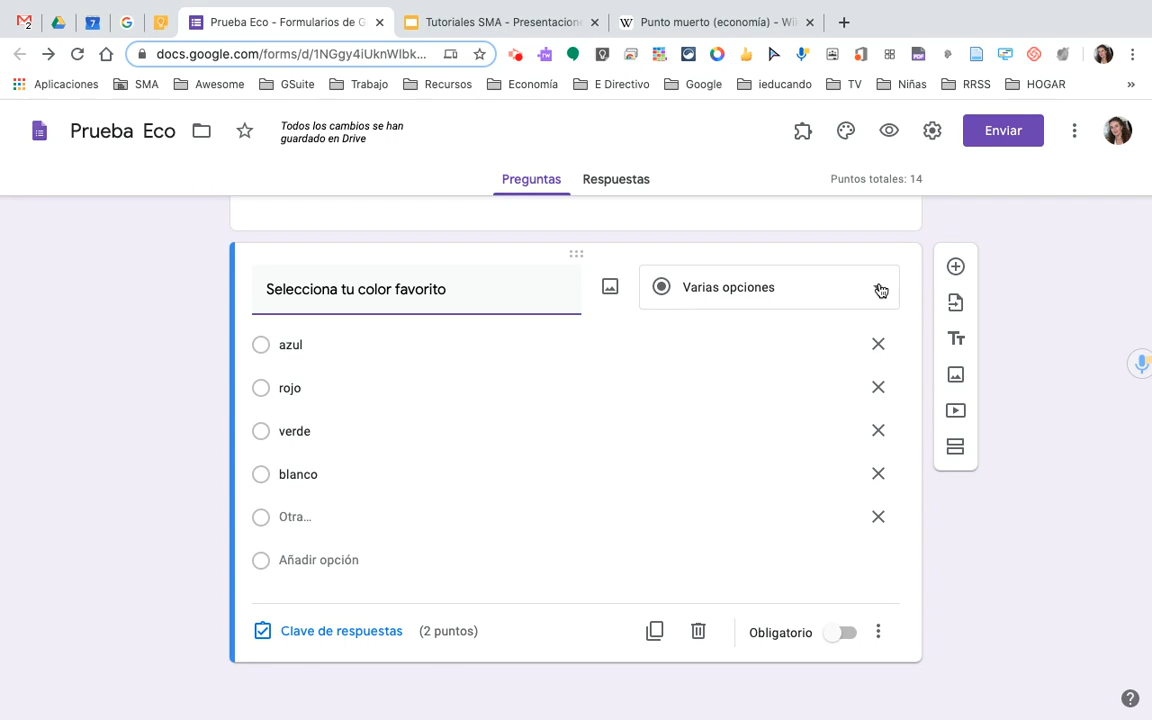 Prueba Eco - Formularios de G
Tutoriales SMA - Presentacione
Punto muerto (economía) - Wi
docs.google.com/forms/d/1NGgy4iUknWIbk...
Aplicaciones SMA Awesome GSuite Trabajo Recursos Economía E Directivo Google ieducando TV Niñas RRSS HOGAR »
Prueba Eco
Todos los cambios se han
guardado en Drive
Enviar
Preguntas Respuestas Puntos totales: 14
Selecciona tu color favorito
Varias opciones
azul
rojo
verde
blanco
Otra...
Añadir opción
Clave de respuestas (2 puntos)
Obligatorio